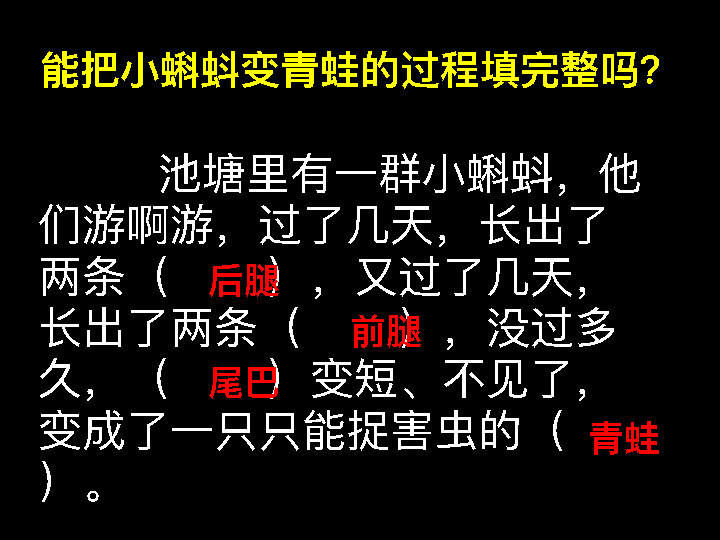 能把小蝌蚪变青蛙的过程填完整吗?
池塘里有一群小蝌蚪，他
们游啊游，过了几天，长出了
两条（后腿），又过了几天，
长出了两条（前腿），没过多
久，（尾巴）变短、不见了，
变成了一只只能捉害虫的（青蛙
）。